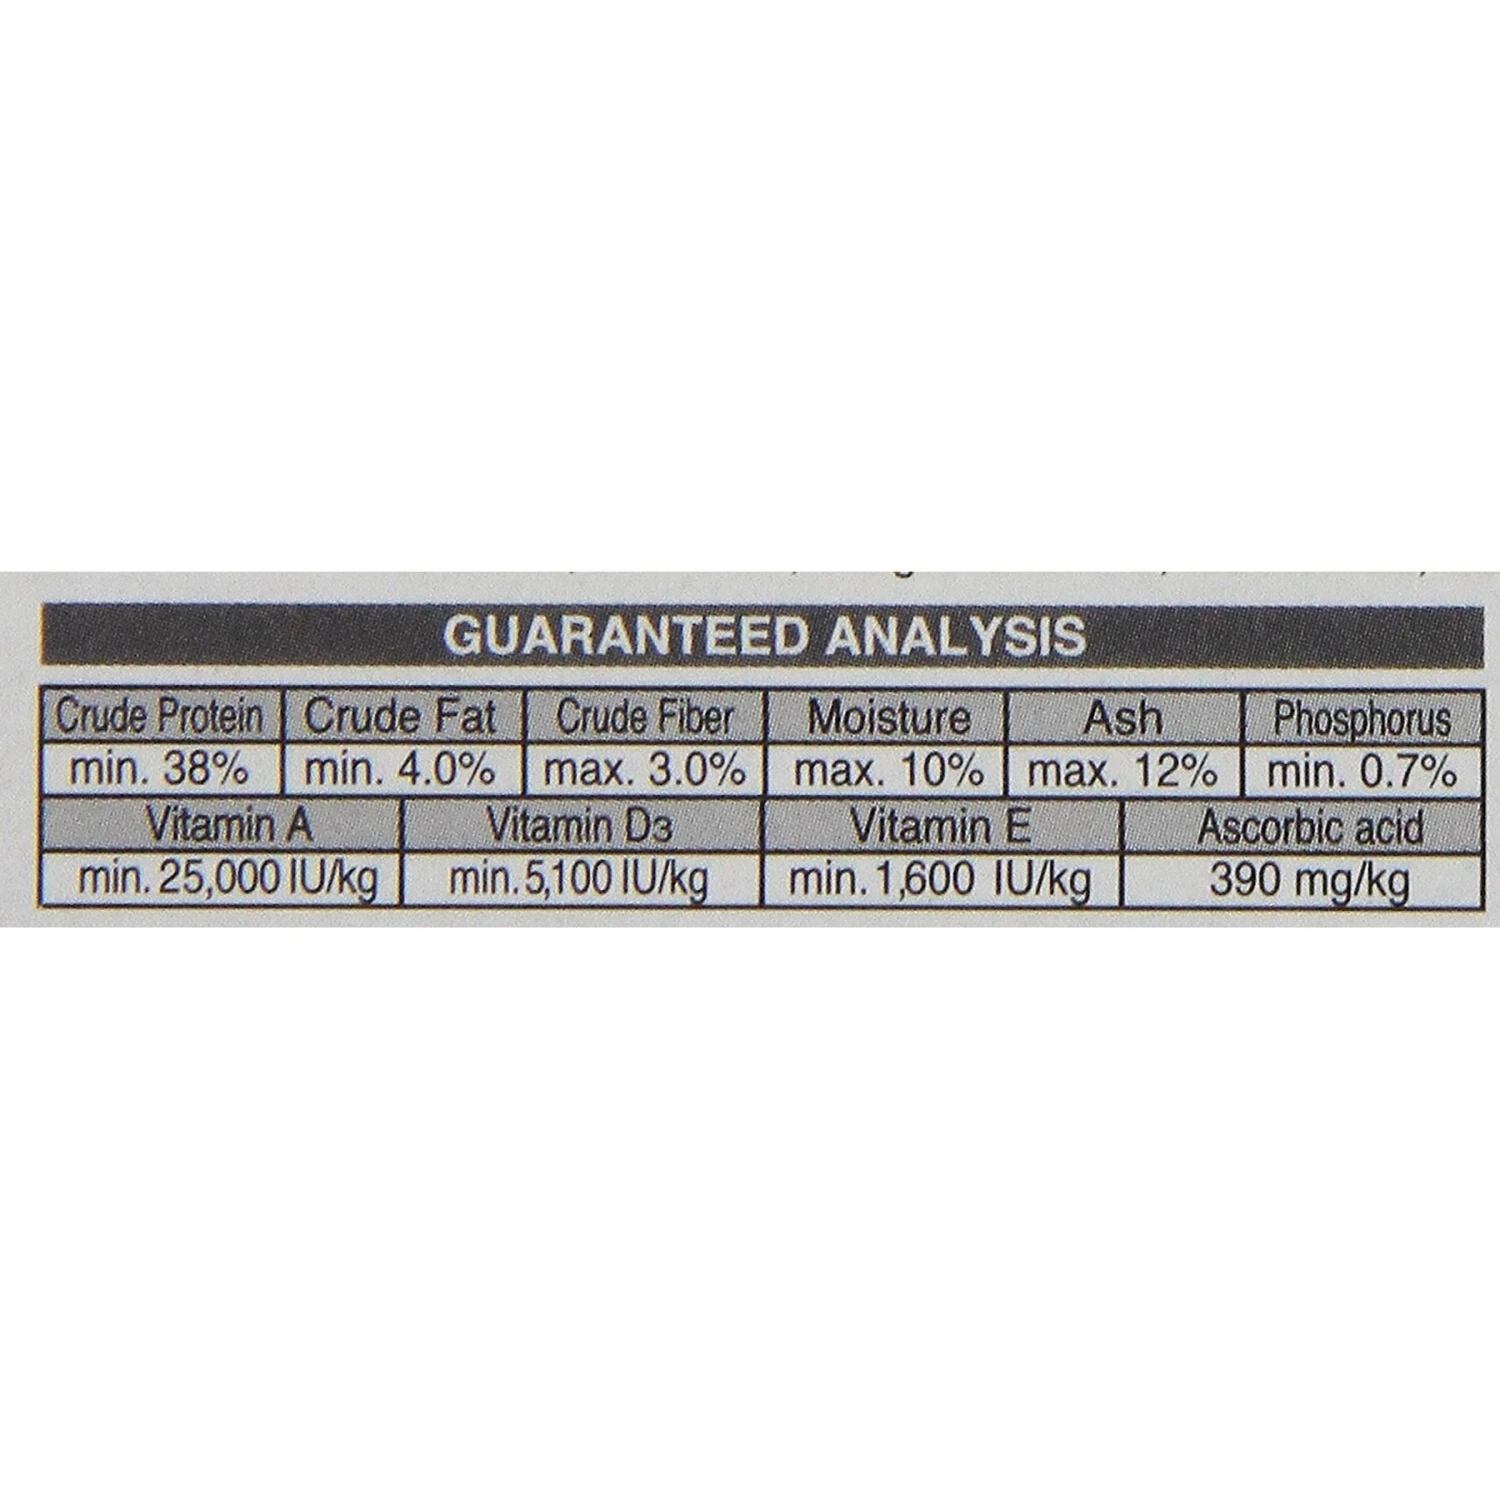 GUARANTEED ANALYSIS
Crude Protein Crude Fat Crude Fiber Moisture Ash Phosphorus
min. 38% min. 4.0% max. 3.0% max. 10% max. 12% min. 0.7%
Vitamin A Vitamin D3 Vitamin E Ascorbic acid
min. 25,000 IU/kg min. 5,100 IU/kg min. 1,600 IU/kg 390 mg/kg